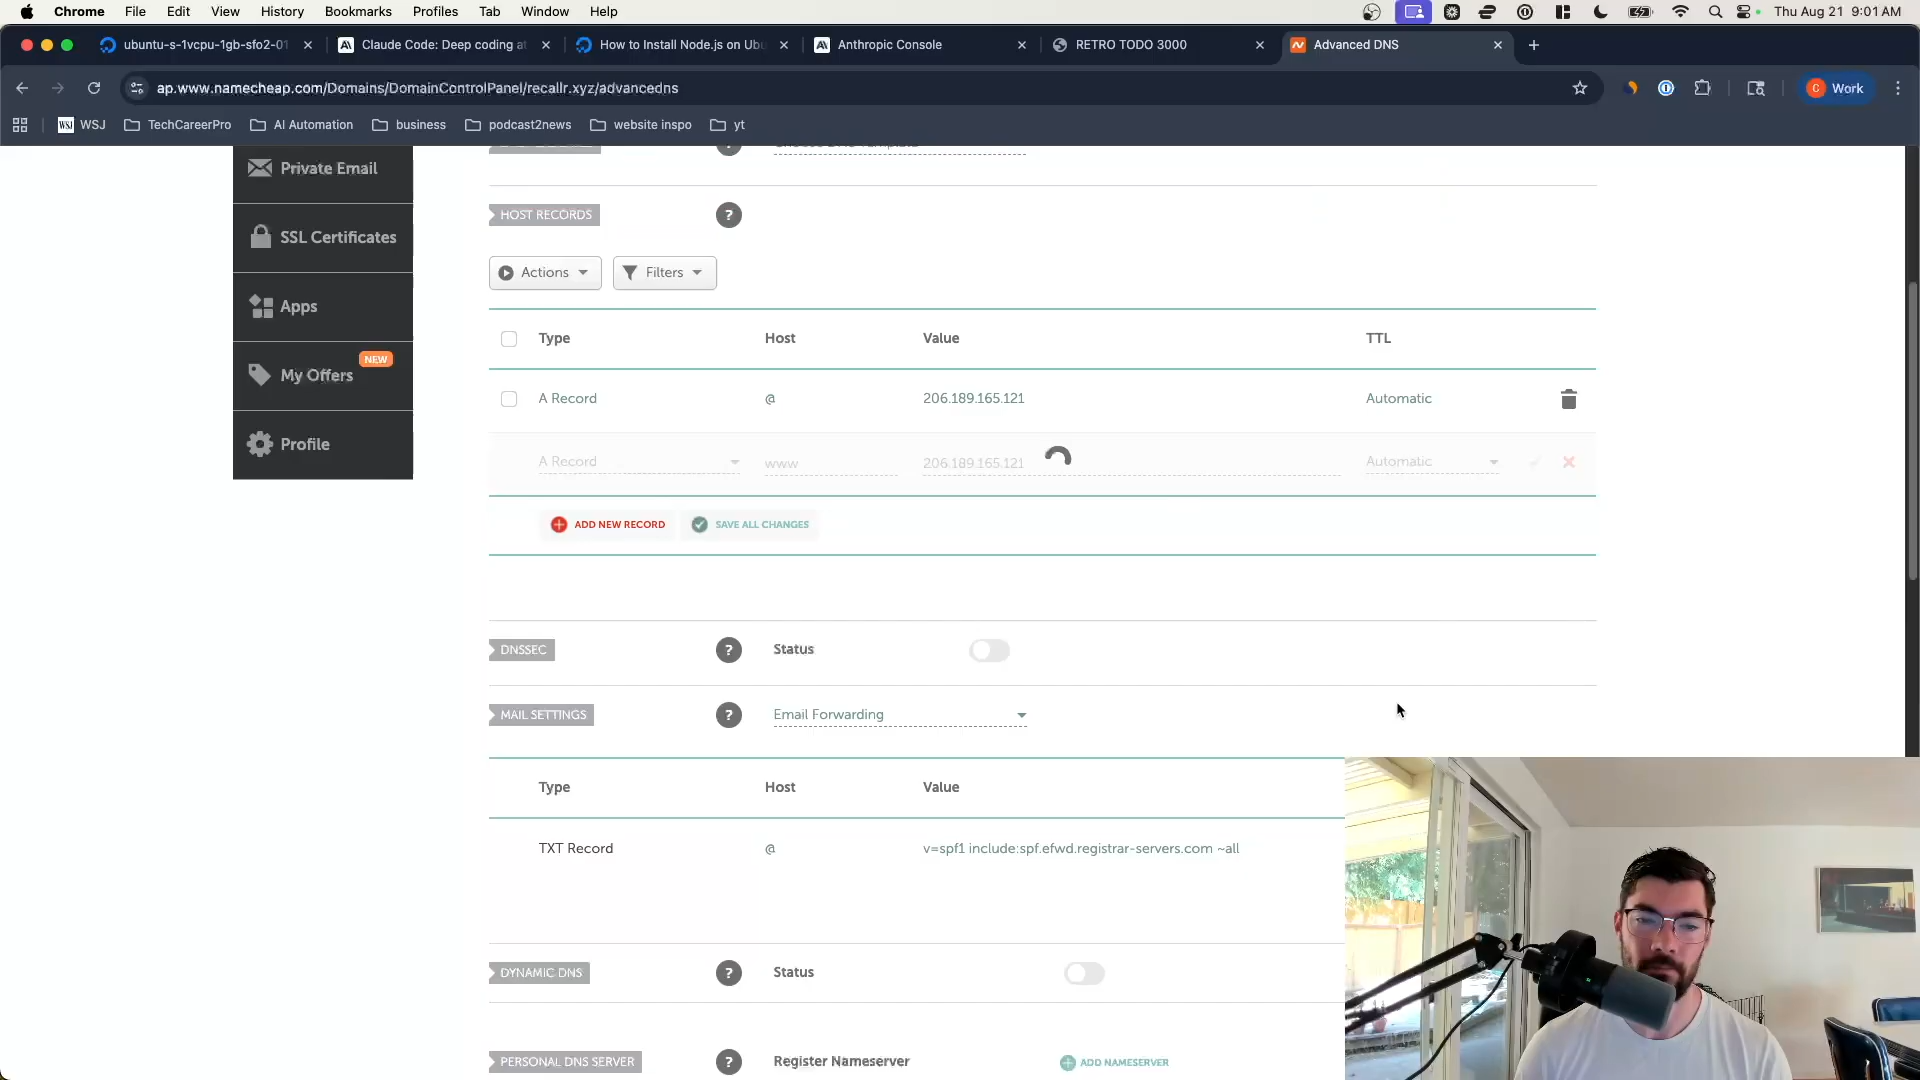 Chrome File Edit View History Bookmarks Profiles Tab Window Help Thu Aug 21 9:01 AM
ubuntu-s-1vcpu-1gb-sfo2-01 Claude Code: Deep coding at How to Install Node.js on Ubu Anthropic Console RETRO TODO 3000 Advanced DNS
ap.www.namecheap.com/Domains/DomainControlPanel/recallr.xyz/advancedns C Work
WSJ WSJ TechCareerPro AI Automation business podcast2news website inspo yt
Private Email
SSL Certificates
Apps
NEW
My Offers
Profile
HOST RECORDS ?
Actions Filters
Type Host Value TTL
A Record @ 206.189.165.121 Automatic
A Record www 206.189.165.121 Automatic
ADD NEW RECORD SAVE ALL CHANGES
DNSSEC ? Status
MAIL SETTINGS ? Email Forwarding
Type Host Value
TXT Record @ v=spf1 include:spf.efwd.registrar-servers.com ~all
DYNAMIC DNS ? Status
PERSONAL DNS SERVER ? Register Nameserver ADD NAMESERVER